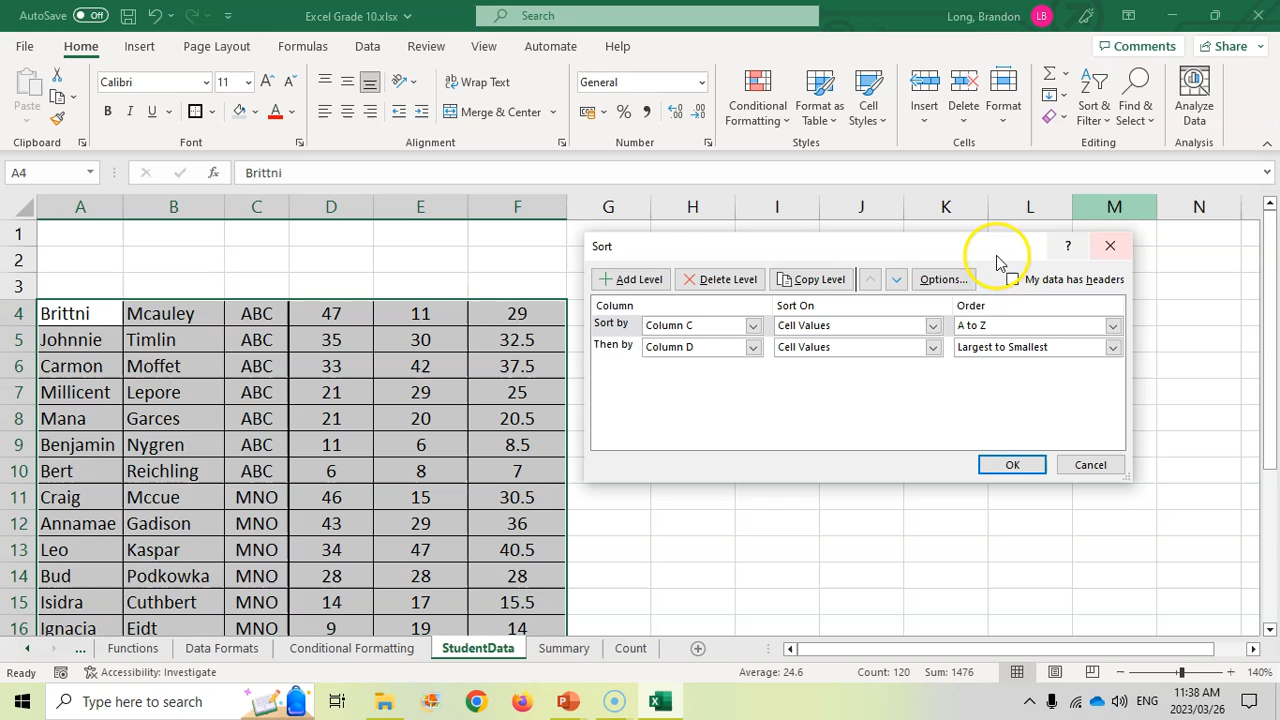 AutoSave Off Excel Grade 10.xlsx Search Long, Brandon LB
File Home Insert Page Layout Formulas Data Review View Automate Help Comments Share
Paste Calibri 11 Wrap Text General Conditional Formatting Format as Table Cell Styles Insert Delete Format Sort & Filter Find & Select Analyze Data
B I U A Merge & Center %
Clipboard Font Alignment Number Styles Cells Editing Analysis
A4 fx Brittni
A B C D E F G H I J K L M N
1
2
3
4 Brittni Mcauley ABC 47 11 29
5 Johnnie Timlin ABC 35 30 32.5
6 Carmon Moffet ABC 33 42 37.5
7 Millicent Lepore ABC 21 29 25
8 Mana Garces ABC 21 20 20.5
9 Benjamin Nygren ABC 11 6 8.5
10 Bert Reichling ABC 6 8 7
11 Craig Mccue MNO 46 15 30.5
12 Annamae Gadison MNO 43 29 36
13 Leo Kaspar MNO 34 47 40.5
14 Bud Podkowka MNO 28 28 28
15 Isidra Cuthbert MNO 14 17 15.5
16 Ignacia Eidt MNO 9 19 14
Sort ?
Add Level Delete Level Copy Level Options... My data has headers
Column Sort On Order
Sort by Column C Cell Values A to Z
Then by Column D Cell Values Largest to Smallest
OK Cancel
... Functions Data Formats Conditional Formatting StudentData Summary Count
Ready Accessibility: Investigate Average: 24.6 Count: 120 Sum: 1476 140%
Type here to search ENG 11:38 AM
2023/03/26